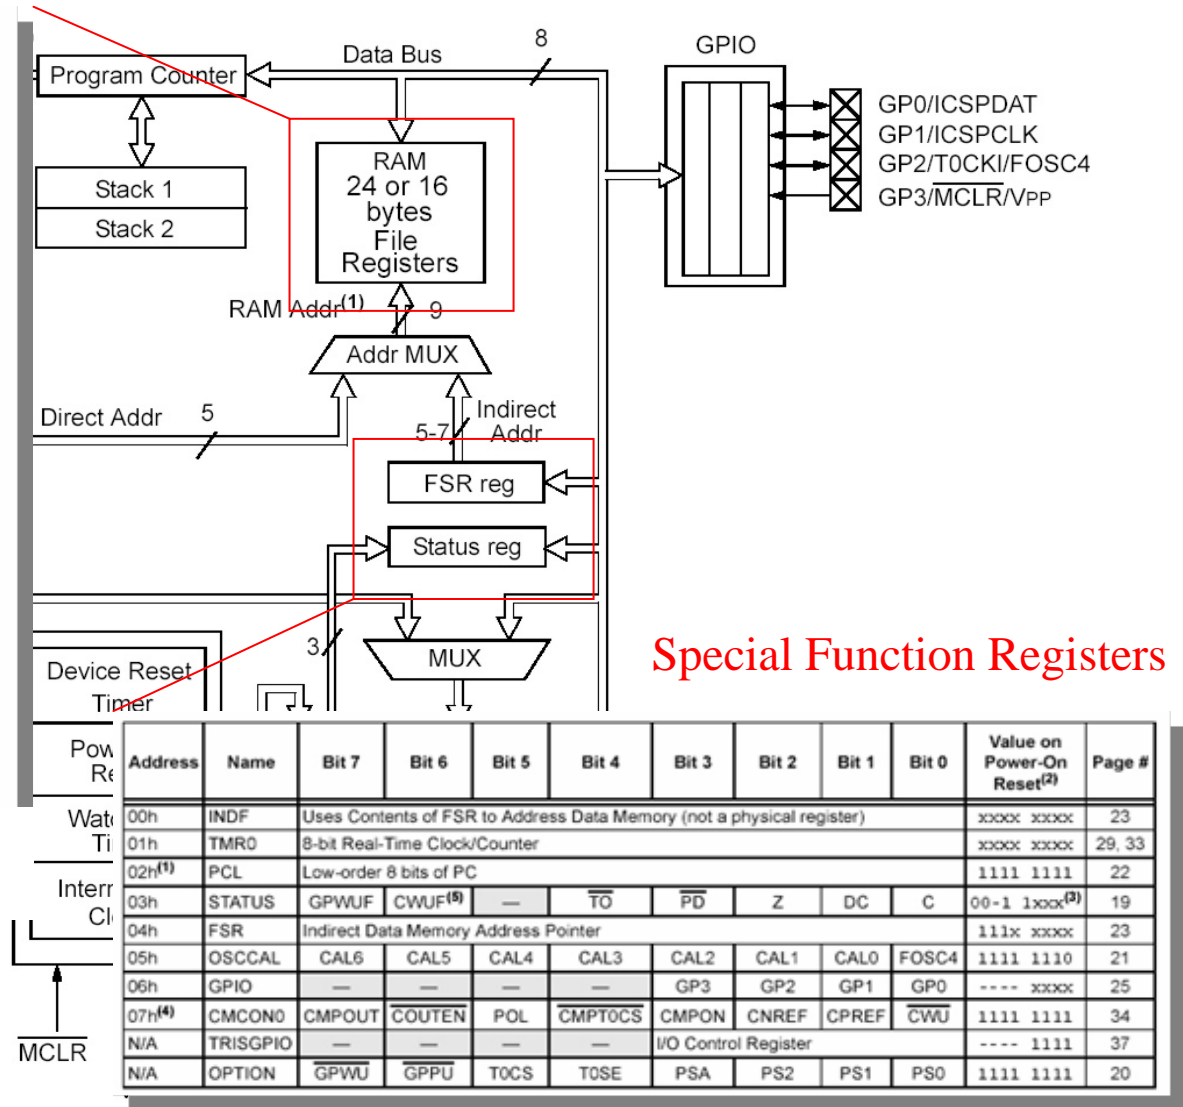 Data Bus
8
GPIO
Program Counter
GP0/ICSPDAT
GP1/ICSPCLK
GP2/T0CKI/FOSC4
GP3/MCLR/VPP
RAM
24 or 16
bytes
File
Registers
Stack 1
Stack 2
RAM Addr(1)
9
Addr MUX
Direct Addr
5
Indirect
Addr
5-7
FSR reg
Status reg
3
MUX
Special Function Registers
Device Reset
Timer
MCLR
Address Name Bit 7 Bit 6 Bit 5 Bit 4 Bit 3 Bit 2 Bit 1 Bit 0 Value on Power-On Reset(2) Page #
00h INDF Uses Contents of FSR to Address Data Memory (not a physical register) xxxx xxxx 23
01h TMR0 8-bit Real-Time Clock/Counter xxxx xxxx 29, 33
02h(1) PCL Low-order 8 bits of PC 1111 1111 22
03h STATUS GPWUF CWUF(5) — TO PD Z DC C 00-1 1xxx(3) 19
04h FSR Indirect Data Memory Address Pointer 111x xxxx 23
05h OSCCAL CAL6 CAL5 CAL4 CAL3 CAL2 CAL1 CAL0 FOSC4 1111 1110 21
06h GPIO — — — — GP3 GP2 GP1 GP0 ---- xxxx 25
07h(4) CMCON0 CMPOUT COUTEN POL CMPT0CS CMPON CNREF CPREF CWU 1111 1111 34
N/A TRISGPIO — — — — I/O Control Register ---- 1111 37
N/A OPTION GPWU GPPU T0CS T0SE PSA PS2 PS1 PS0 1111 1111 20